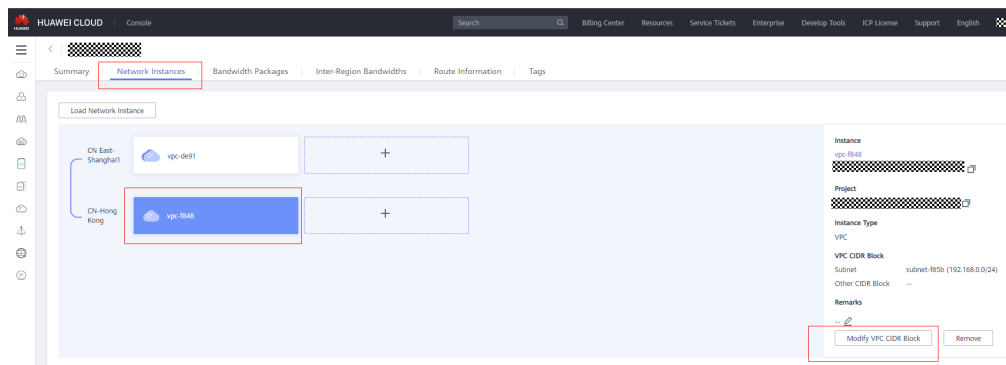 HUAWEI
HUAWEI CLOUD Console Search Billing Center Resources Service Tickets Enterprise Develop Tools ICP License Support English
Summary Network Instances Bandwidth Packages Inter-Region Bandwidths Route Information Tags
Load Network Instance
CN East-
Shanghai1
vpc-de91
+
CN-Hong
Kong
vpc-f848
+
Instance
vpc-f848
Project
Instance Type
VPC
VPC CIDR Block
Subnet subnet-f85b (192.168.0.0/24)
Other CIDR Block --
Remarks
--
Modify VPC CIDR Block Remove